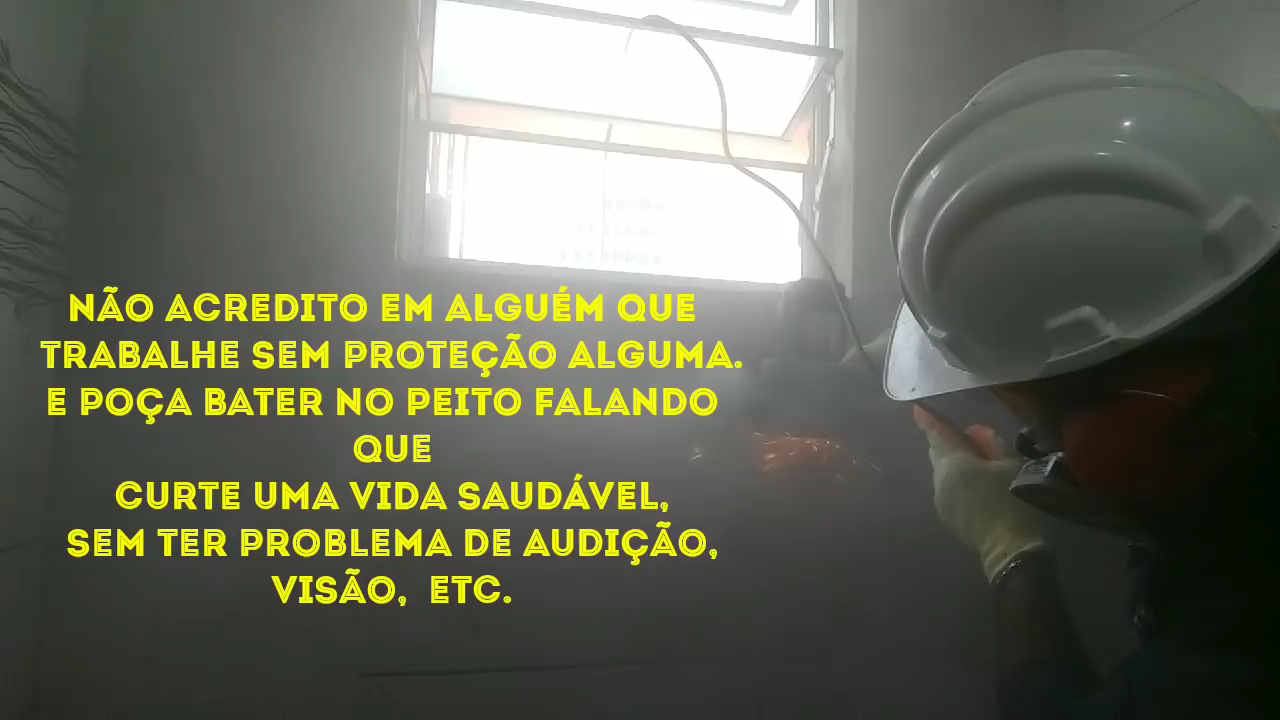 NÃO ACREDITO EM ALGUÉM QUE
TRABALHE SEM PROTEÇÃO ALGUMA.
E POÇA BATER NO PEITO FALANDO
QUE
CURTE UMA VIDA SAUDÁVEL,
SEM TER PROBLEMA DE AUDIÇÃO,
VISÃO, ETC.